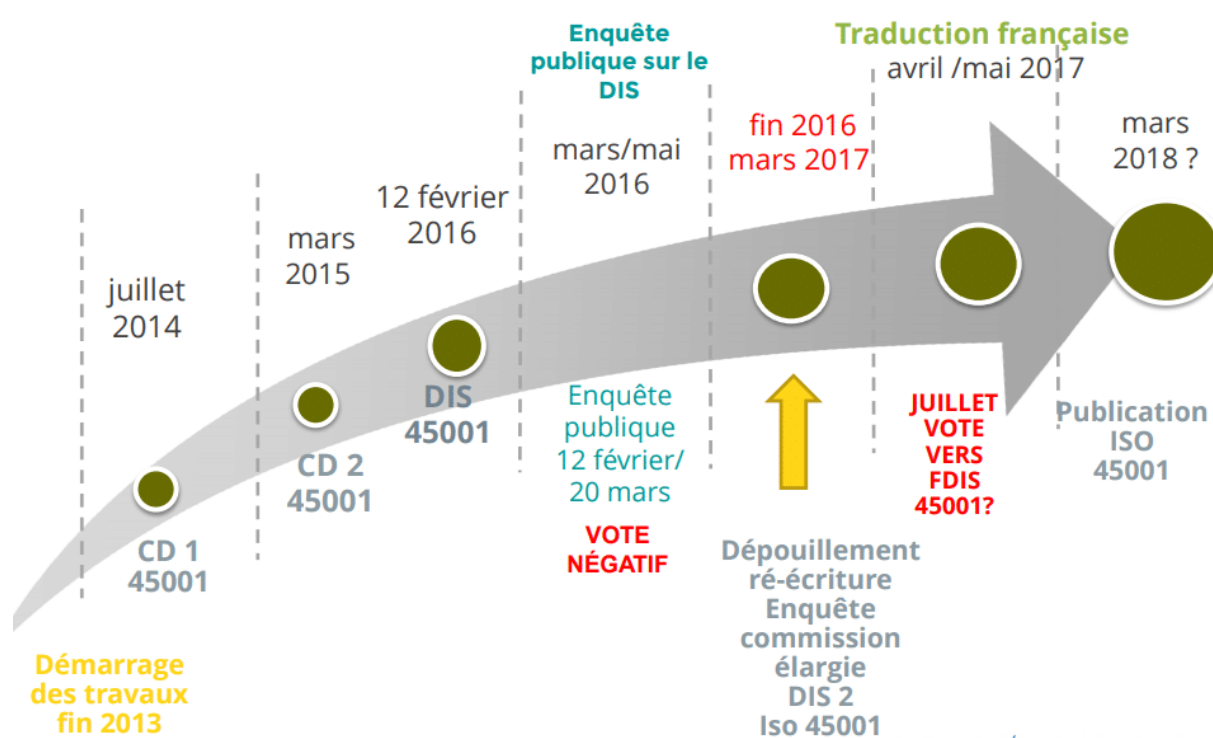 Enquête
publique sur le
DIS
Traduction française
avril /mai 2017
fin 2016
mars 2017
mars
2018 ?
mars/mai
2016
12 février
2016
mars
2015
juillet
2014
DIS
45001
CD 2
45001
CD 1
45001
Enquête
publique
12 février/
20 mars
VOTE
NÉGATIF
JUILLET
VOTE
VERS
FDIS
45001?
Publication
ISO
45001
Dépouillement
ré-écriture
Enquête
commission
élargie
DIS 2
Iso 45001
Démarrage
des travaux
fin 2013